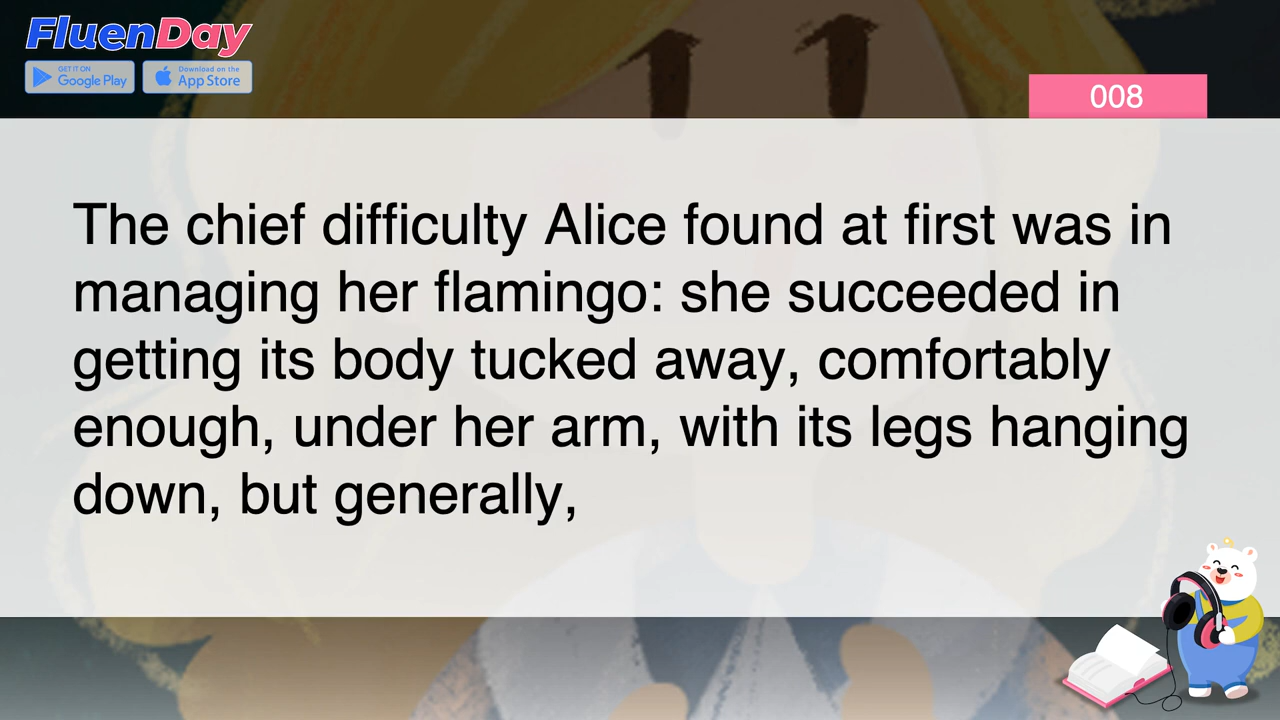 FluenDay
GET IT ON
Google Play
Download on the
App Store
008
The chief difficulty Alice found at first was in
managing her flamingo: she succeeded in
getting its body tucked away, comfortably
enough, under her arm, with its legs hanging
down, but generally,